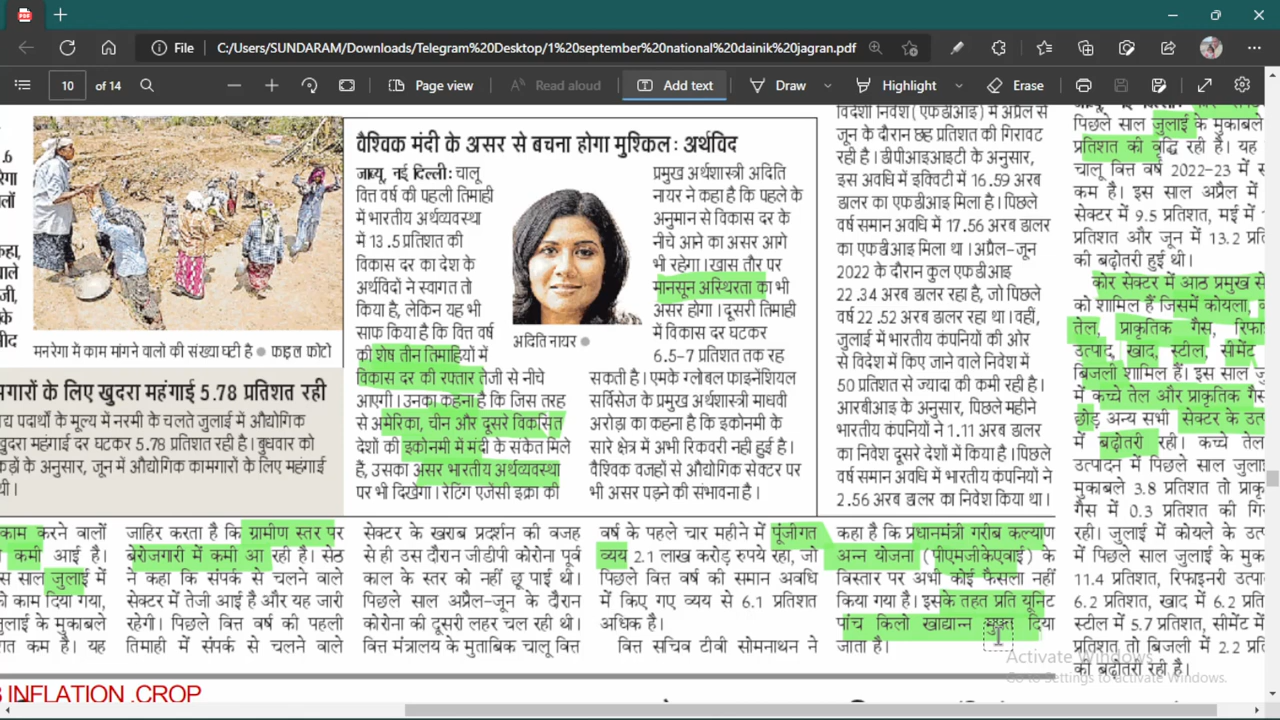 File
C:/Users/SUNDARAM/Downloads/Telegram%20Desktop/1%20september%20national%20dainik%20jagran.pdf
10 of 14
Page view
Read aloud
Add text
Draw
Highlight
Erase
मनरेगा में काम मांगने वालों की संख्या घटी है ● फाइल फोटो
गारों के लिए खुदरा महंगाई 5.78 प्रतिशत रही
द्य पदार्थों के मूल्य में नरमी के चलते जुलाई में औद्योगिक
खुदरा महंगाई दर घटकर 5.78 प्रतिशत रही है। बुधवार को
के अनुसार, जून में औद्योगिक कामगारों के लिए महंगाई
थी।
वैश्विक मंदी के असर से बचना होगा मुश्किल: अर्थविद
जाब्यू, नई दिल्ली: चालू
वित्त वर्ष की पहली तिमाही
में भारतीय अर्थव्यवस्था
में 13.5 प्रतिशत की
विकास दर का देश के
अर्थविदों ने स्वागत तो
किया है, लेकिन यह भी
साफ किया है कि वित्त वर्ष
की शेष तीन तिमाहियों में
विकास दर की रफ्तार तेजी से नीचे
आएगी। उनका कहना है कि जिस तरह
से अमेरिका, चीन और दूसरे विकसित
देशों की इकोनमी में मंदी के संकेत मिले
हैं, उसका असर भारतीय अर्थव्यवस्था
पर भी दिखेगा। रेटिंग एजेंसी इक्रा की
अदिति नायर ●
प्रमुख अर्थशास्त्री अदिति
नायर ने कहा है कि पहले के
अनुमान से विकास दर के
नीचे आने का असर आगे
भी रहेगा। खास तौर पर
मानसून अस्थिरता का भी
असर होगा। दूसरी तिमाही
में विकास दर घटकर
6.5-7 प्रतिशत तक रह
सकती है। एमके ग्लोबल फाइनेंशियल
सर्विसेज के प्रमुख अर्थशास्त्री माधवी
अरोड़ा का कहना है कि इकोनमी के
सारे क्षेत्र में अभी रिकवरी नहीं हुई है।
वैश्विक वजहों से औद्योगिक सेक्टर पर
भी असर पड़ने की संभावना है।
विदेशी निवेश (एफडीआइ) में अप्रैल से
जून के दौरान छह प्रतिशत की गिरावट
रही है। डीपीआइआइटी के अनुसार,
इस अवधि में इक्विटी में 16.59 अरब
डालर का एफडीआइ मिला है। पिछले
वर्ष समान अवधि में 17.56 अरब डालर
का एफडीआइ मिला था। अप्रैल-जून
2022 के दौरान कुल एफडीआइ
22.34 अरब डालर रहा है, जो पिछले
वर्ष 22.52 अरब डालर रहा था। वहीं,
जुलाई में भारतीय कंपनियों की ओर
से विदेश में किए जाने वाले निवेश में
50 प्रतिशत से ज्यादा की कमी रही है।
आरबीआइ के अनुसार, पिछले महीने
भारतीय कंपनियों ने 1.11 अरब डालर
का निवेश दूसरे देशों में किया है। पिछले
वर्ष समान अवधि में भारतीय कंपनियों ने
2.56 अरब डालर का निवेश किया था।
पिछले साल जुलाई के मुकाबले
प्रतिशत की वृद्धि रही है। यह
चालू वित्त वर्ष 2022-23 में स
कम है। इस साल अप्रैल में
सेक्टर में 9.5 प्रतिशत, मई में
प्रतिशत और जून में 13.2 प्रति
की बढ़ोतरी हुई थी।
कोर सेक्टर में आठ प्रमुख से
को शामिल हैं जिसमें कोयला,
तेल, प्राकृतिक गैस, रिफा
उत्पाद, खाद, स्टील, सीमेंट
बिजली शामिल हैं। इस साल जु
में कच्चे तेल और प्राकृतिक गैस
छोड़ अन्य सभी सेक्टर के उत
में बढ़ोतरी रही। कच्चे तेल
उत्पादन में पिछले साल जुला
मुकाबले 3.8 प्रतिशत तो प्राकृ
गैस में 0.3 प्रतिशत की गि
रही। जुलाई में कोयले के उत्प
में पिछले साल जुलाई के मुक
11.4 प्रतिशत, रिफाइनरी उत्पा
6.2 प्रतिशत, खाद में 6.2 प्रति
स्टील में 5.7 प्रतिशत, सीमेंट में
प्रतिशत तो बिजली में 2.2 प्रति
की बढ़ोतरी रही है।
काम करने वालों
कमी आई है।
स साल जुलाई में
काम दिया गया,
जुलाई के मुकाबले
शत कम है। यह
जाहिर करता है कि ग्रामीण स्तर पर
बेरोजगारी में कमी आ रही है। सेठ
ने कहा कि संपर्क से चलने वाले
सेक्टर में तेजी आई है और यह जारी
रहेगी। पिछले वित्त वर्ष की पहली
तिमाही में संपर्क से चलने वाले
सेक्टर के खराब प्रदर्शन की वजह
से ही उस दौरान जीडीपी कोरोना पूर्व
काल के स्तर को नहीं छू पाई थी।
पिछले साल अप्रैल-जून के दौरान
कोरोना की दूसरी लहर चल रही थी।
वित्त मंत्रालय के मुताबिक चालू वित्त
वर्ष के पहले चार महीने में पूंजीगत
व्यय 2.1 लाख करोड़ रुपये रहा, जो
पिछले वित्त वर्ष की समान अवधि
में किए गए व्यय से 6.1 प्रतिशत
अधिक है।
वित्त सचिव टीवी सोमनाथन ने
कहा है कि प्रधानमंत्री गरीब कल्याण
अन्न योजना (पीएमजीकेएवाई) के
विस्तार पर अभी कोई फैसला नहीं
किया गया है। इसके तहत प्रति यूनिट
पांच किलो खाद्यान्न मुफ्त दिया
जाता है।
Activate Windows
Go to Settings to activate Windows.
INFLATION .CROP